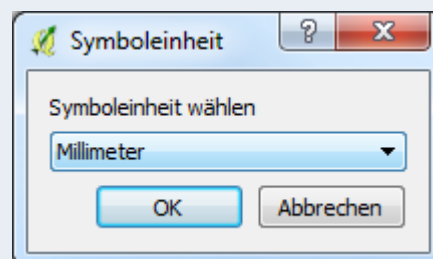 Symboleinheit
Symboleinheit wählen
Millimeter
OK Abbrechen